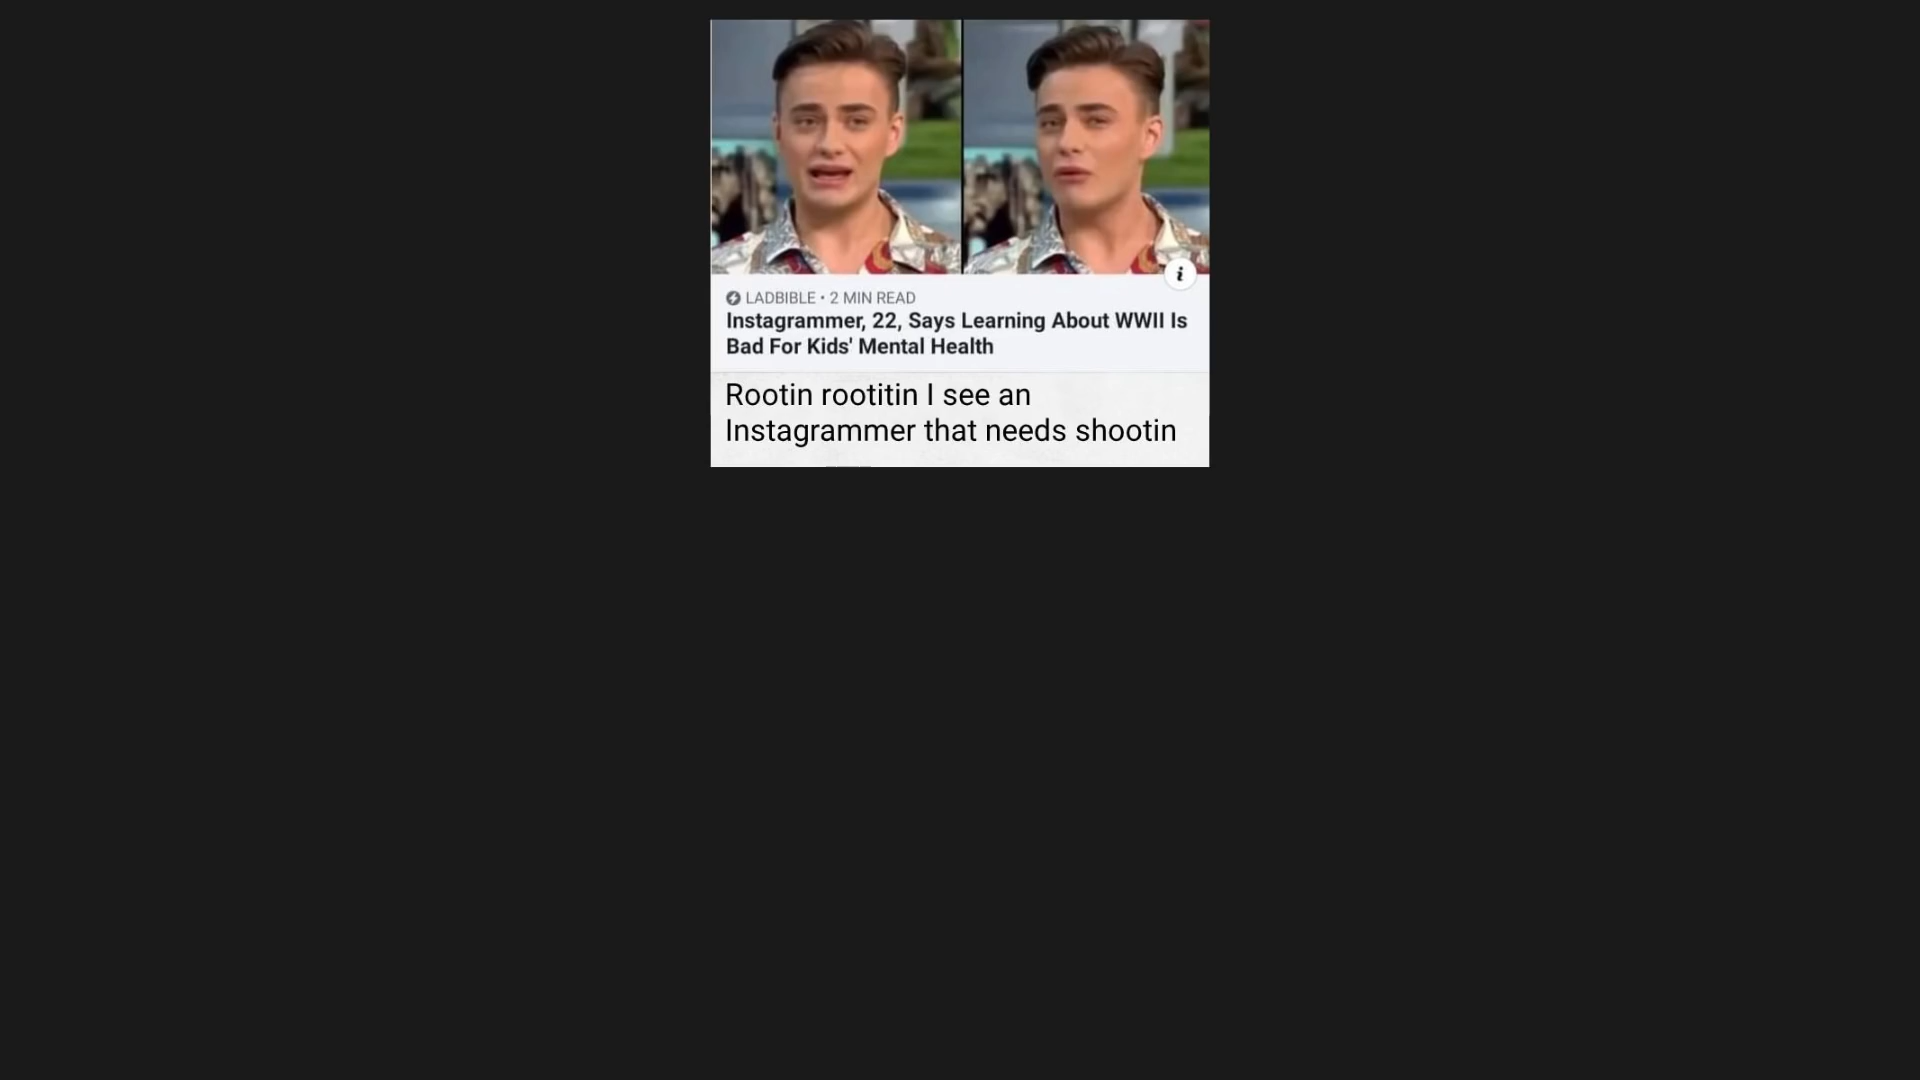 LADBIBLE • 2 MIN READ
Instagrammer, 22, Says Learning About WWII Is
Bad For Kids' Mental Health
Rootin rootitin I see an
Instagrammer that needs shootin